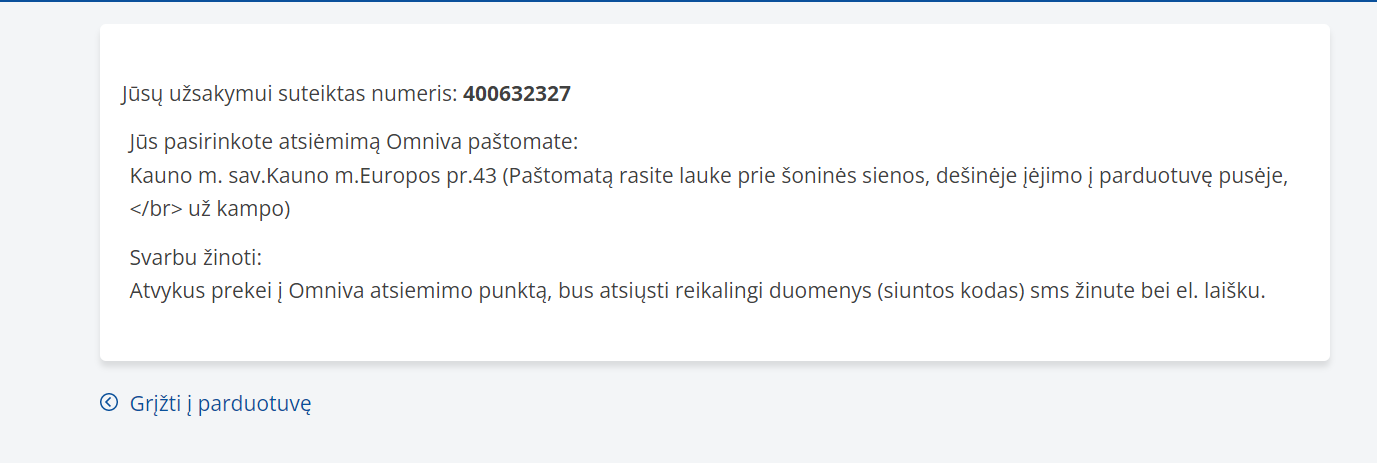 Jūsų užsakymui suteiktas numeris: 400632327
Jūs pasirinkote atsiėmimą Omniva paštomate:
Kauno m. sav.Kauno m.Europos pr.43 (Paštomatą rasite lauke prie šoninės sienos, dešinėje įėjimo į parduotuvę pusėje,
</br> už kampo)
Svarbu žinoti:
Atvykus prekei į Omniva atsiemimo punktą, bus atsiųsti reikalingi duomenys (siuntos kodas) sms žinute bei el. laišku.
Grįžti į parduotuvę